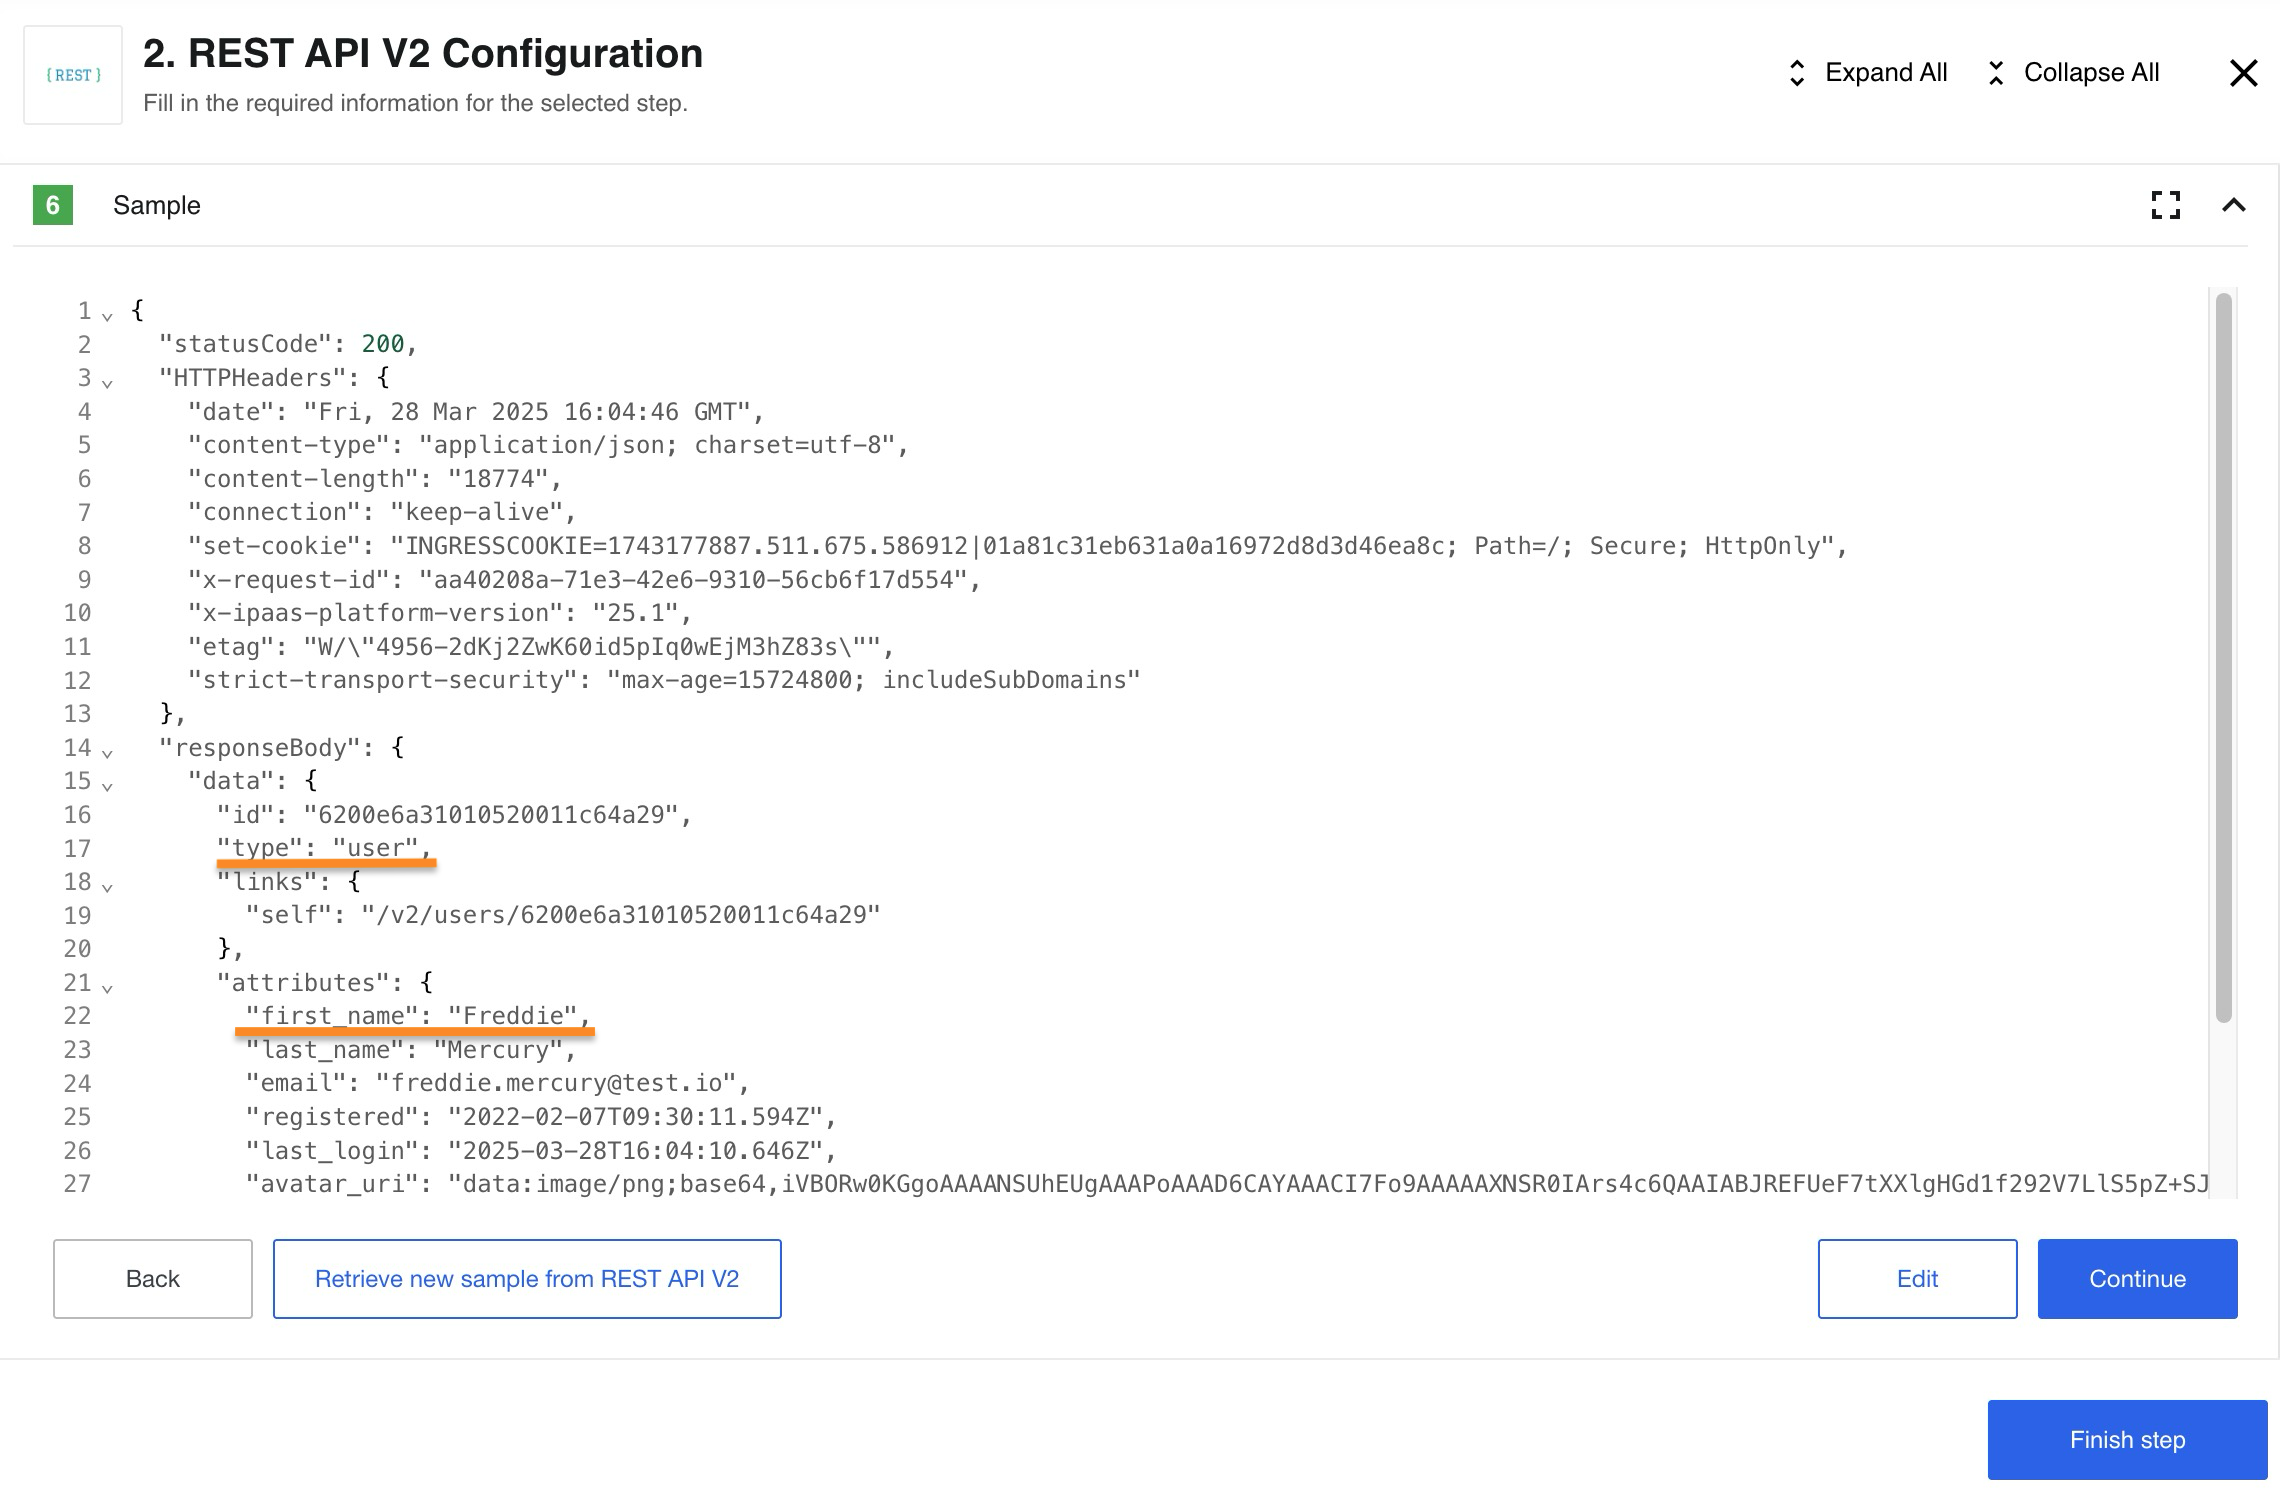 { REST }
2. REST API V2 Configuration
Fill in the required information for the selected step.
Expand All
Collapse All
6
Sample
1 {
2 "statusCode": 200,
3 "HTTPHeaders": {
4 "date": "Fri, 28 Mar 2025 16:04:46 GMT",
5 "content-type": "application/json; charset=utf-8",
6 "content-length": "18774",
7 "connection": "keep-alive",
8 "set-cookie": "INGRESSCOOKIE=1743177887.511.675.586912|01a81c31eb631a0a16972d8d3d46ea8c; Path=/; Secure; HttpOnly",
9 "x-request-id": "aa40208a-71e3-42e6-9310-56cb6f17d554",
10 "x-ipaas-platform-version": "25.1",
11 "etag": "W/\"4956-2dKj2ZwK60id5pIq0wEjM3hZ83s\"",
12 "strict-transport-security": "max-age=15724800; includeSubDomains"
13 },
14 "responseBody": {
15 "data": {
16 "id": "6200e6a31010520011c64a29",
17 "type": "user",
18 "links": {
19 "self": "/v2/users/6200e6a31010520011c64a29"
20 },
21 "attributes": {
22 "first_name": "Freddie",
23 "last_name": "Mercury",
24 "email": "freddie.mercury@test.io",
25 "registered": "2022-02-07T09:30:11.594Z",
26 "last_login": "2025-03-28T16:04:10.646Z",
27 "avatar_uri": "data:image/png;base64,iVBORw0KGgoAAAANSUhEUgAAAPoAAAD6CAYAAACI7Fo9AAAAAXNSR0IArs4c6QAAIABJREFUeF7tXXlgHGd1f292V7LlS5pZ+SJ
Back
Retrieve new sample from REST API V2
Edit
Continue
Finish step